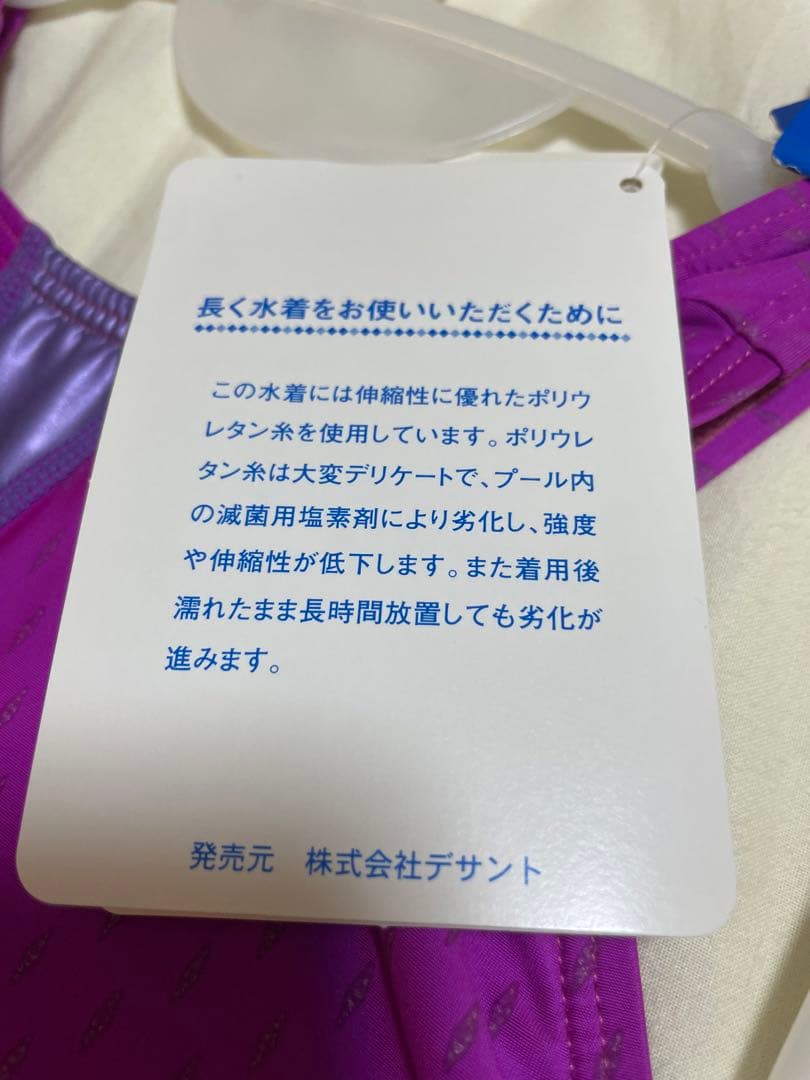 長く水着をお使いいただくために
この水着には伸縮性に優れたポリウ
レタン糸を使用しています。ポリウレ
タン糸は大変デリケートで、プール内
の滅菌用塩素剤により劣化し、強度
や伸縮性が低下します。また着用後
濡れたまま長時間放置しても劣化が
進みます。
発売元　株式会社デサント